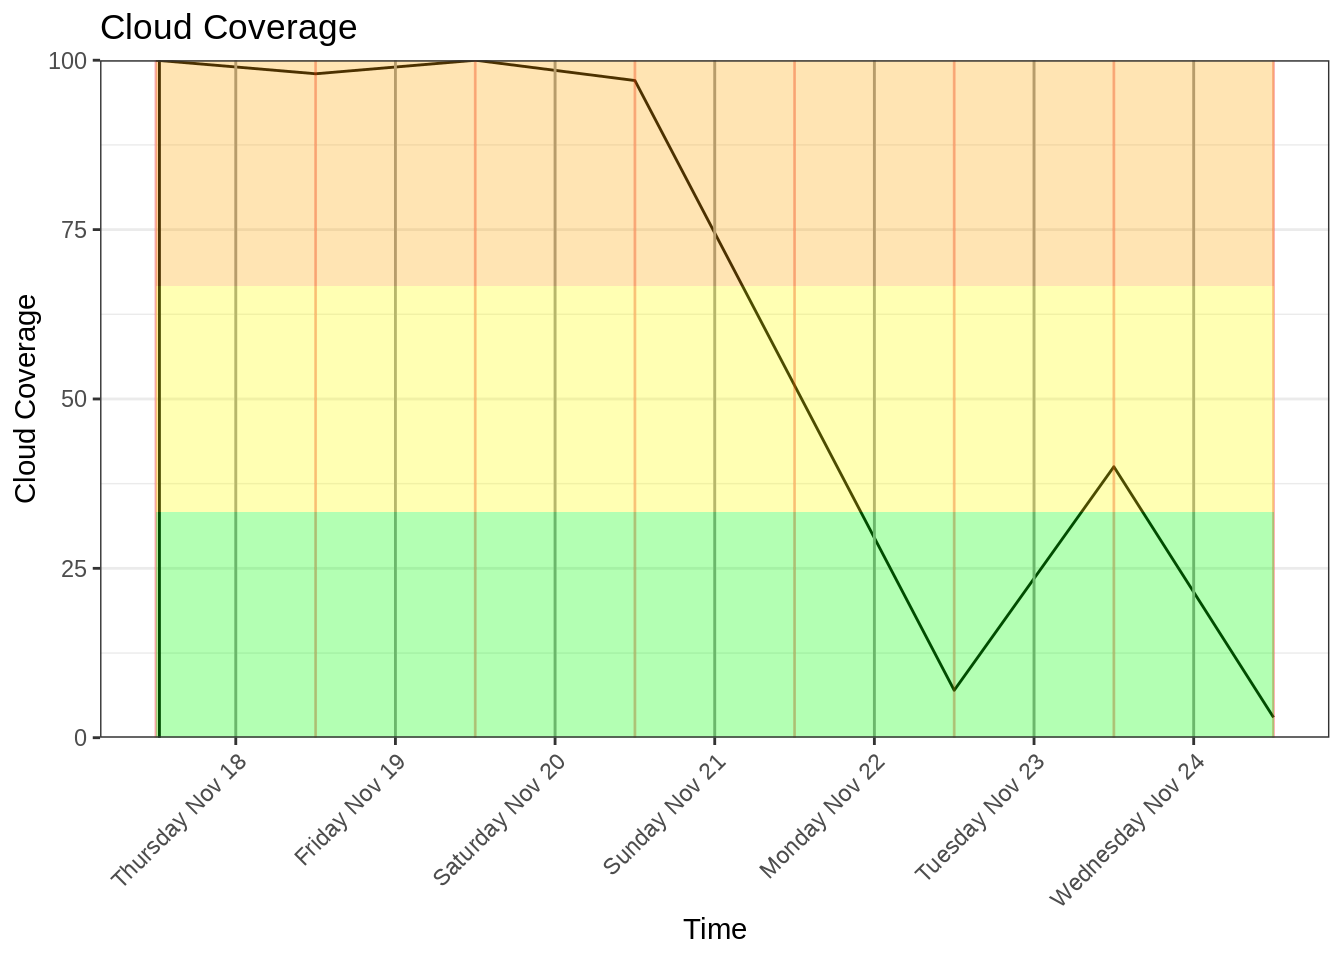 Cloud Coverage
100
75
50
25
0
Cloud Coverage
Thursday Nov 18
Friday Nov 19
Saturday Nov 20
Sunday Nov 21
Monday Nov 22
Tuesday Nov 23
Wednesday Nov 24
Time